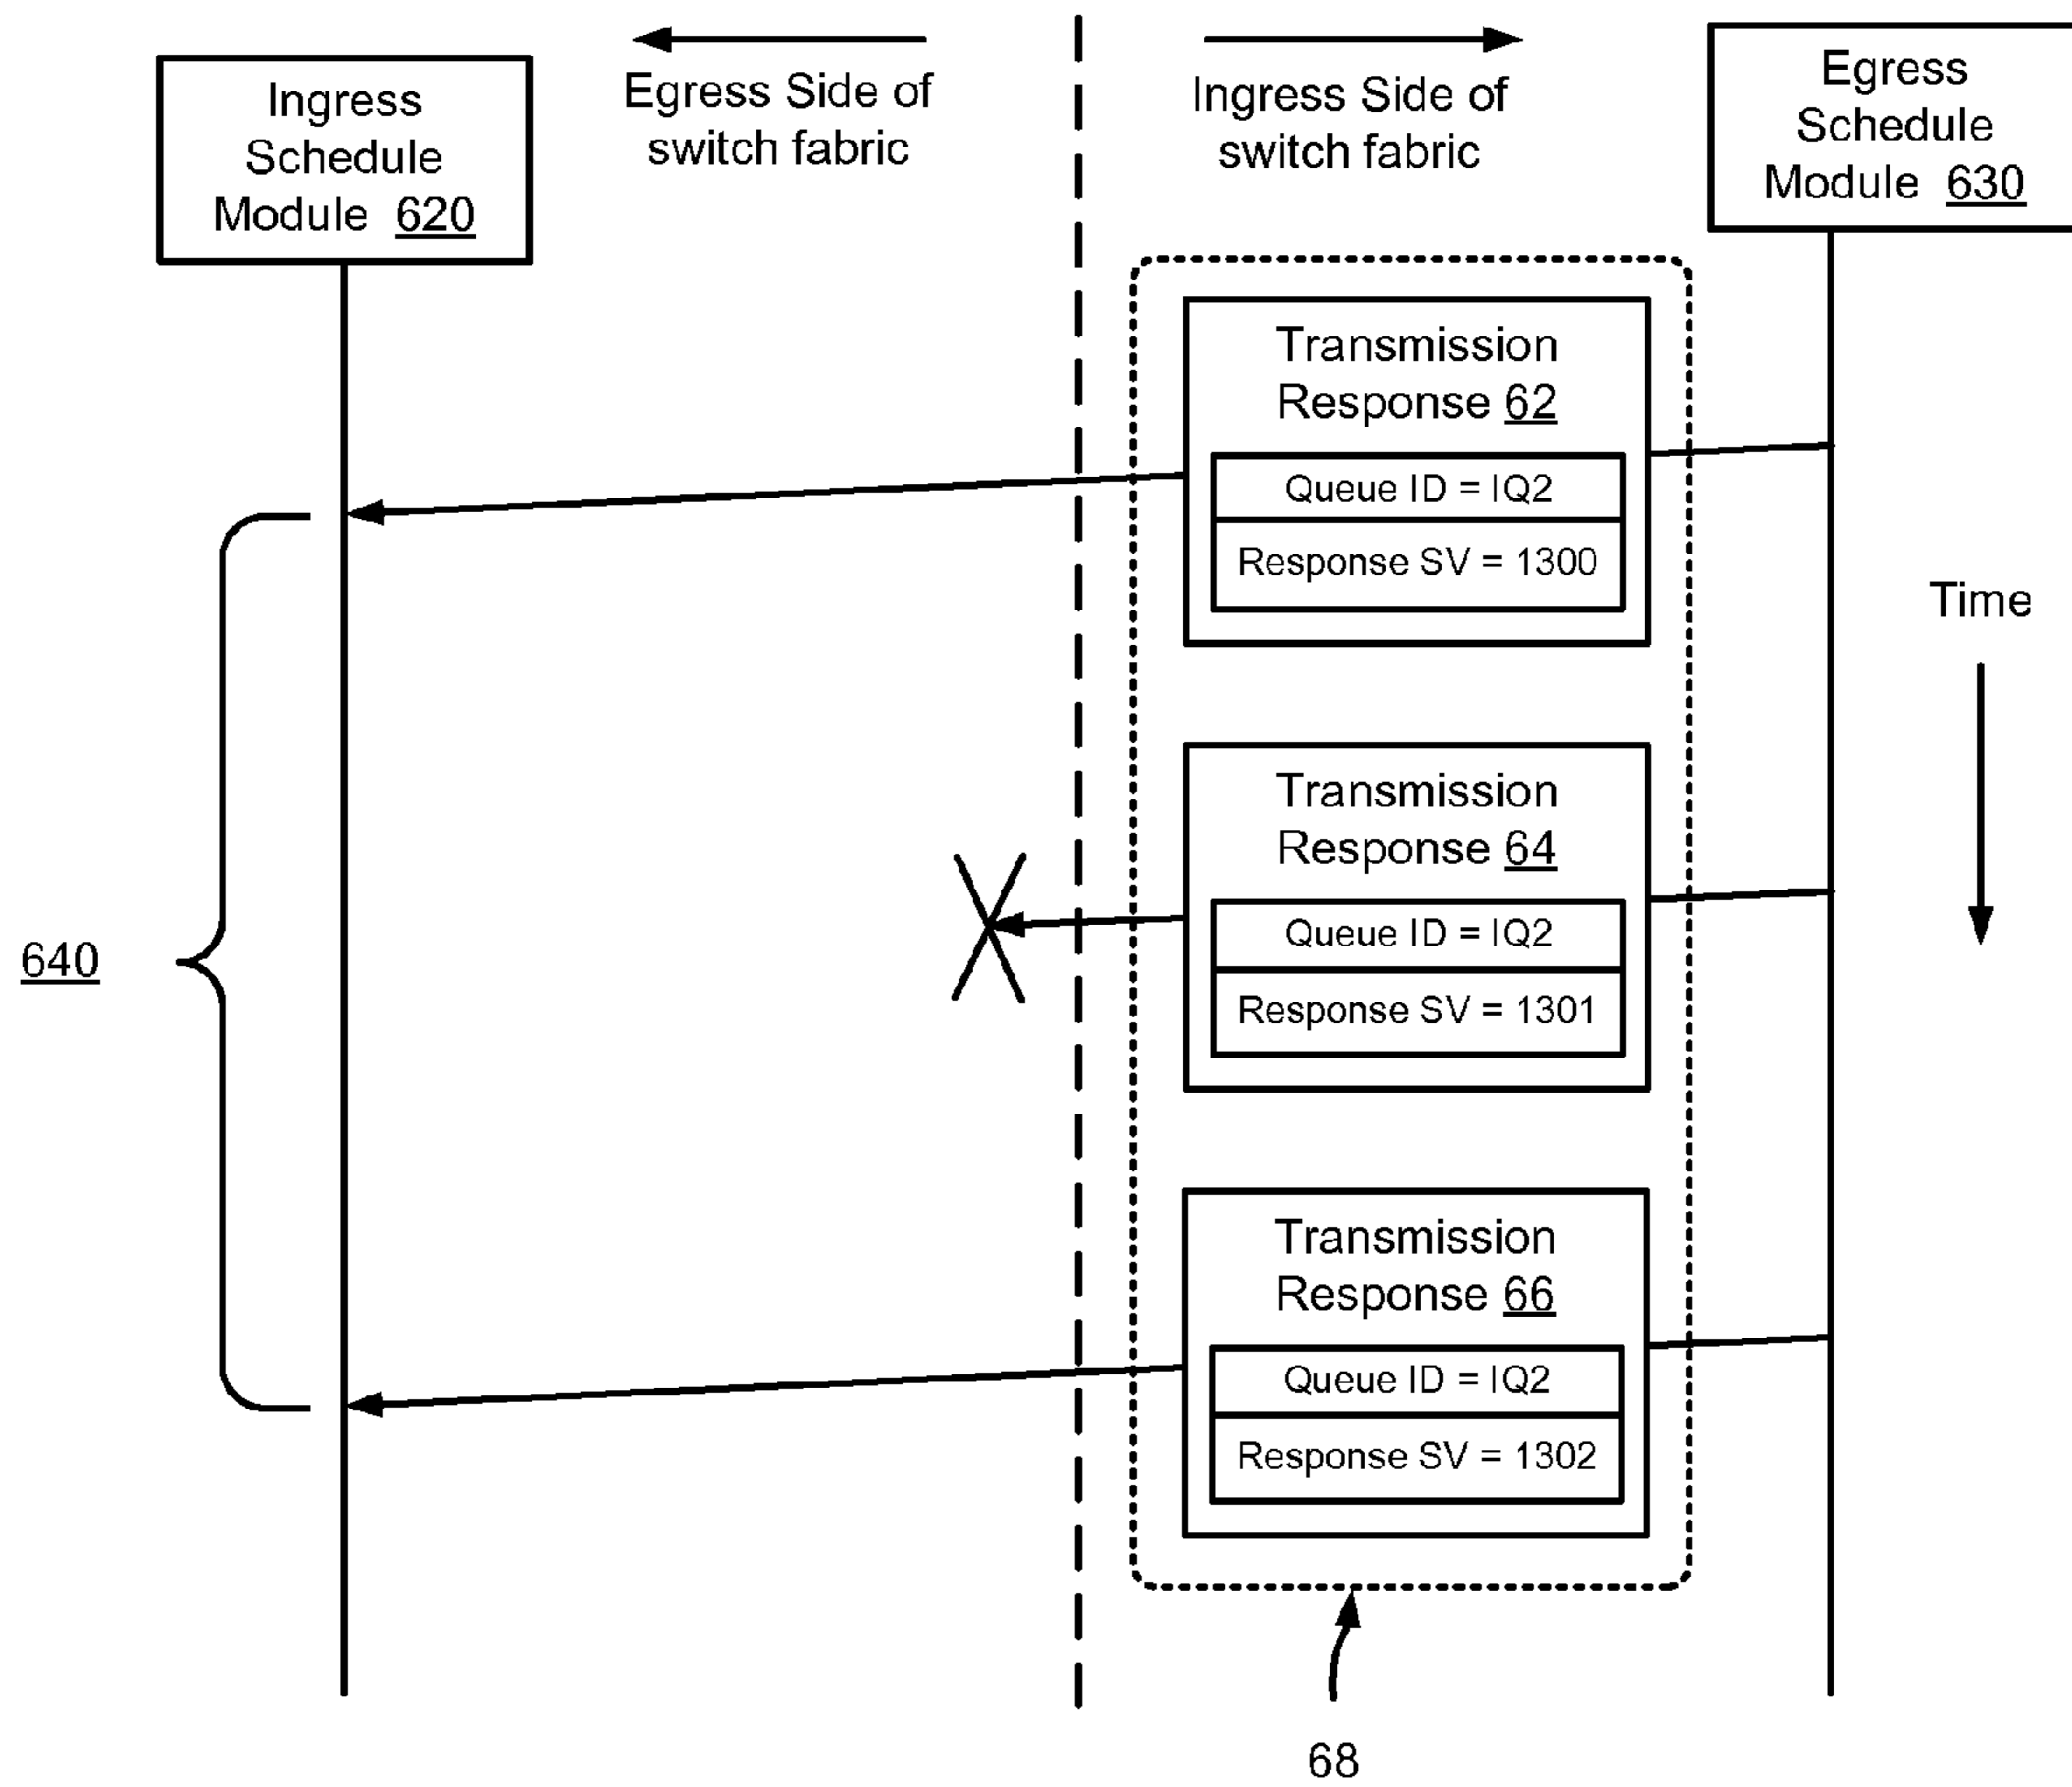 Ingress
Schedule
Module 620
Egress Side of
switch fabric
Ingress Side of
switch fabric
Egress
Schedule
Module 630
Transmission
Response 62
Queue ID = IQ2
Response SV = 1300
Time
Transmission
Response 64
Queue ID = IQ2
Response SV = 1301
640
Transmission
Response 66
Queue ID = IQ2
Response SV = 1302
68